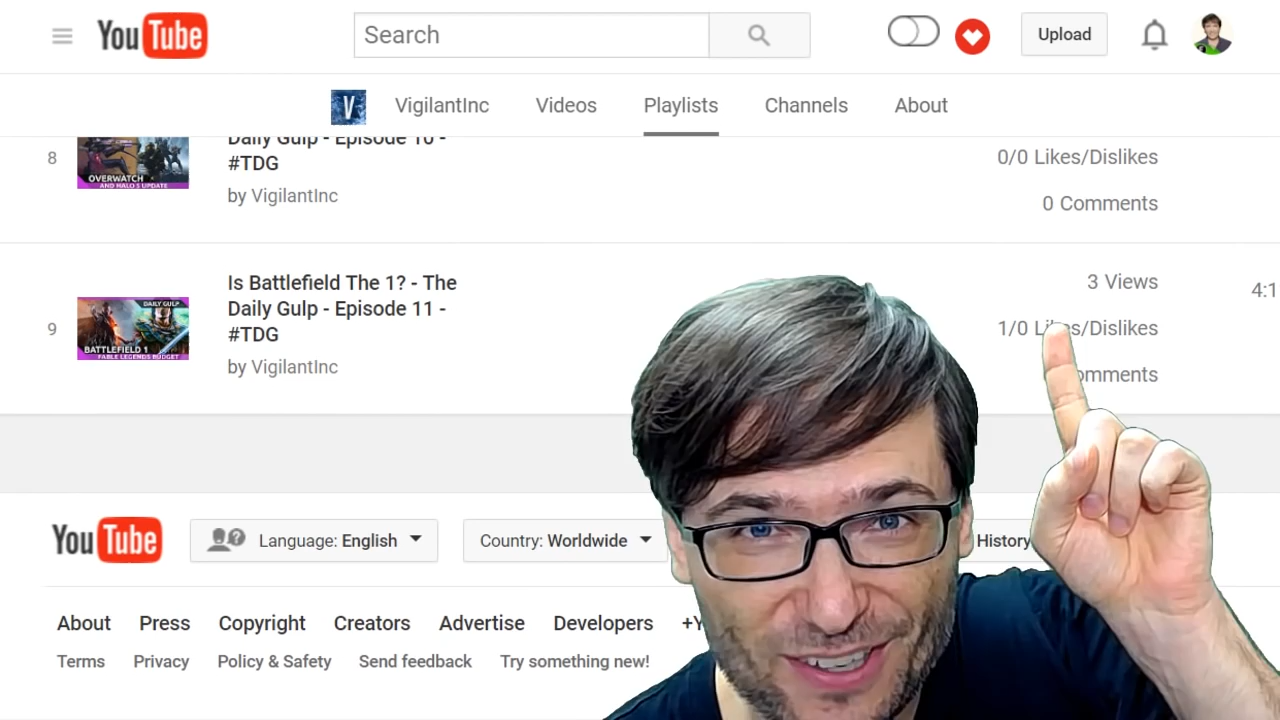 YouTube
Search
Upload
V
VigilantInc
Videos
Playlists
Channels
About
8
OVERWATCH
AND HALO 5 UPDATE
Daily Gulp - Episode 10 -
#TDG
by VigilantInc
0/0 Likes/Dislikes
0 Comments
9
DAILY GULP
BATTLEFIELD 1
FABLE LEGENDS BUDGET
Is Battlefield The 1? - The
Daily Gulp - Episode 11 -
#TDG
by VigilantInc
3 Views
1/0 Likes/Dislikes
omments
4:1
YouTube
Language: English
Country: Worldwide
History
About
Press
Copyright
Creators
Advertise
Developers
+Y
Terms
Privacy
Policy & Safety
Send feedback
Try something new!